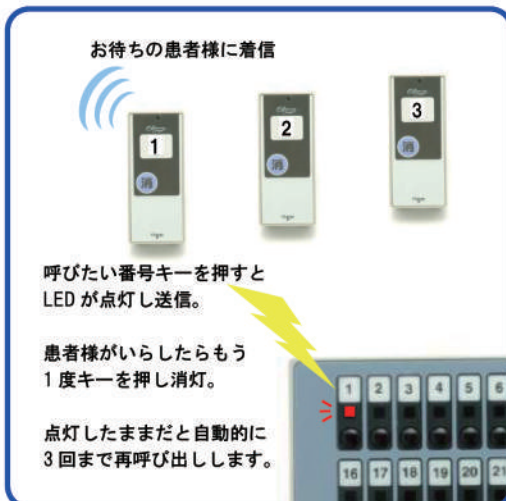 お待ちの患者様に着信
1
2
3
消
消
消
呼びたい番号キーを押すと
LED が点灯し送信。
患者様がいらしたらもう
1 度キーを押し消灯。
点灯したままだと自動的に
3 回まで再呼び出しします。
1 2 3 4 5 6
16 17 18 19 20 21